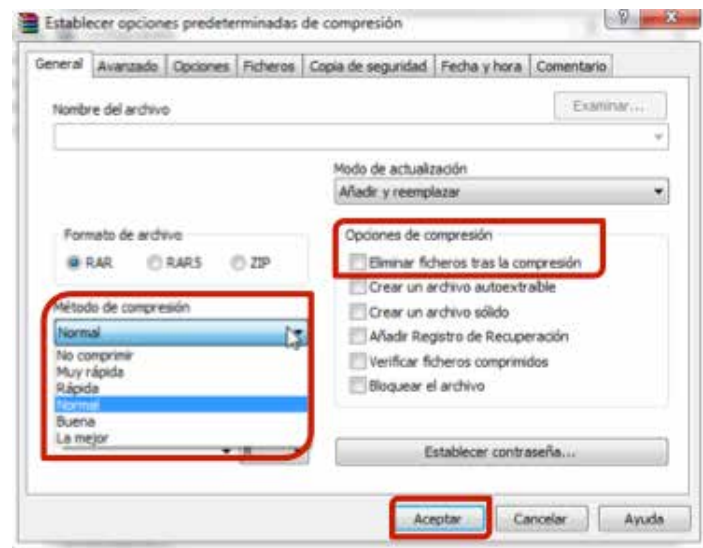 Establecer opciones predeterminadas de compresión
General Avanzado Opciones Ficheros Copia de seguridad Fecha y hora Comentario
Nombre del archivo
Examinar...
Modo de actualización
Añadir y reemplazar
Formato de archivo
RAR RAR5 ZIP
Opciones de compresión
Eliminar ficheros tras la compresión
Crear un archivo autoextraíble
Crear un archivo sólido
Añadir Registro de Recuperación
Verificar ficheros comprimidos
Bloquear el archivo
Método de compresión
Normal
No comprimir
Muy rápida
Rápida
Normal
Buena
La mejor
Establecer contraseña...
Aceptar Cancelar Ayuda